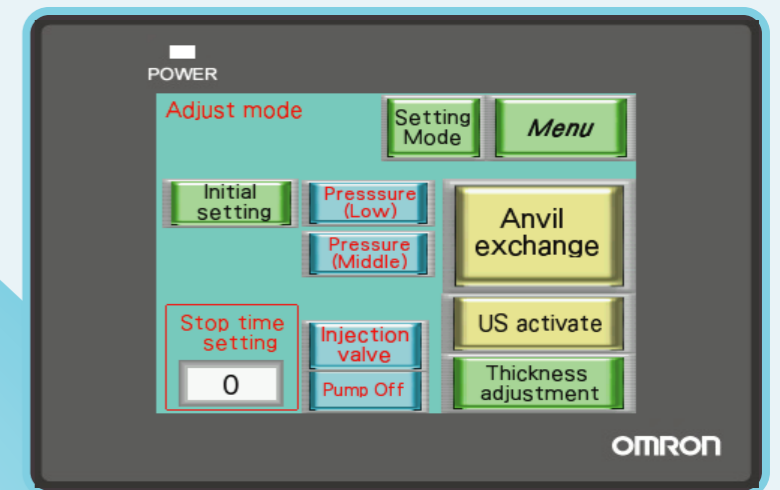 POWER
Adjust mode
Setting
Mode
Menu
Initial
setting
Presssure
(Low)
Anvil
exchange
Pressure
(Middle)
Stop time
setting
0
Injection
valve
Pump Off
US activate
Thickness
adjustment
OMRON